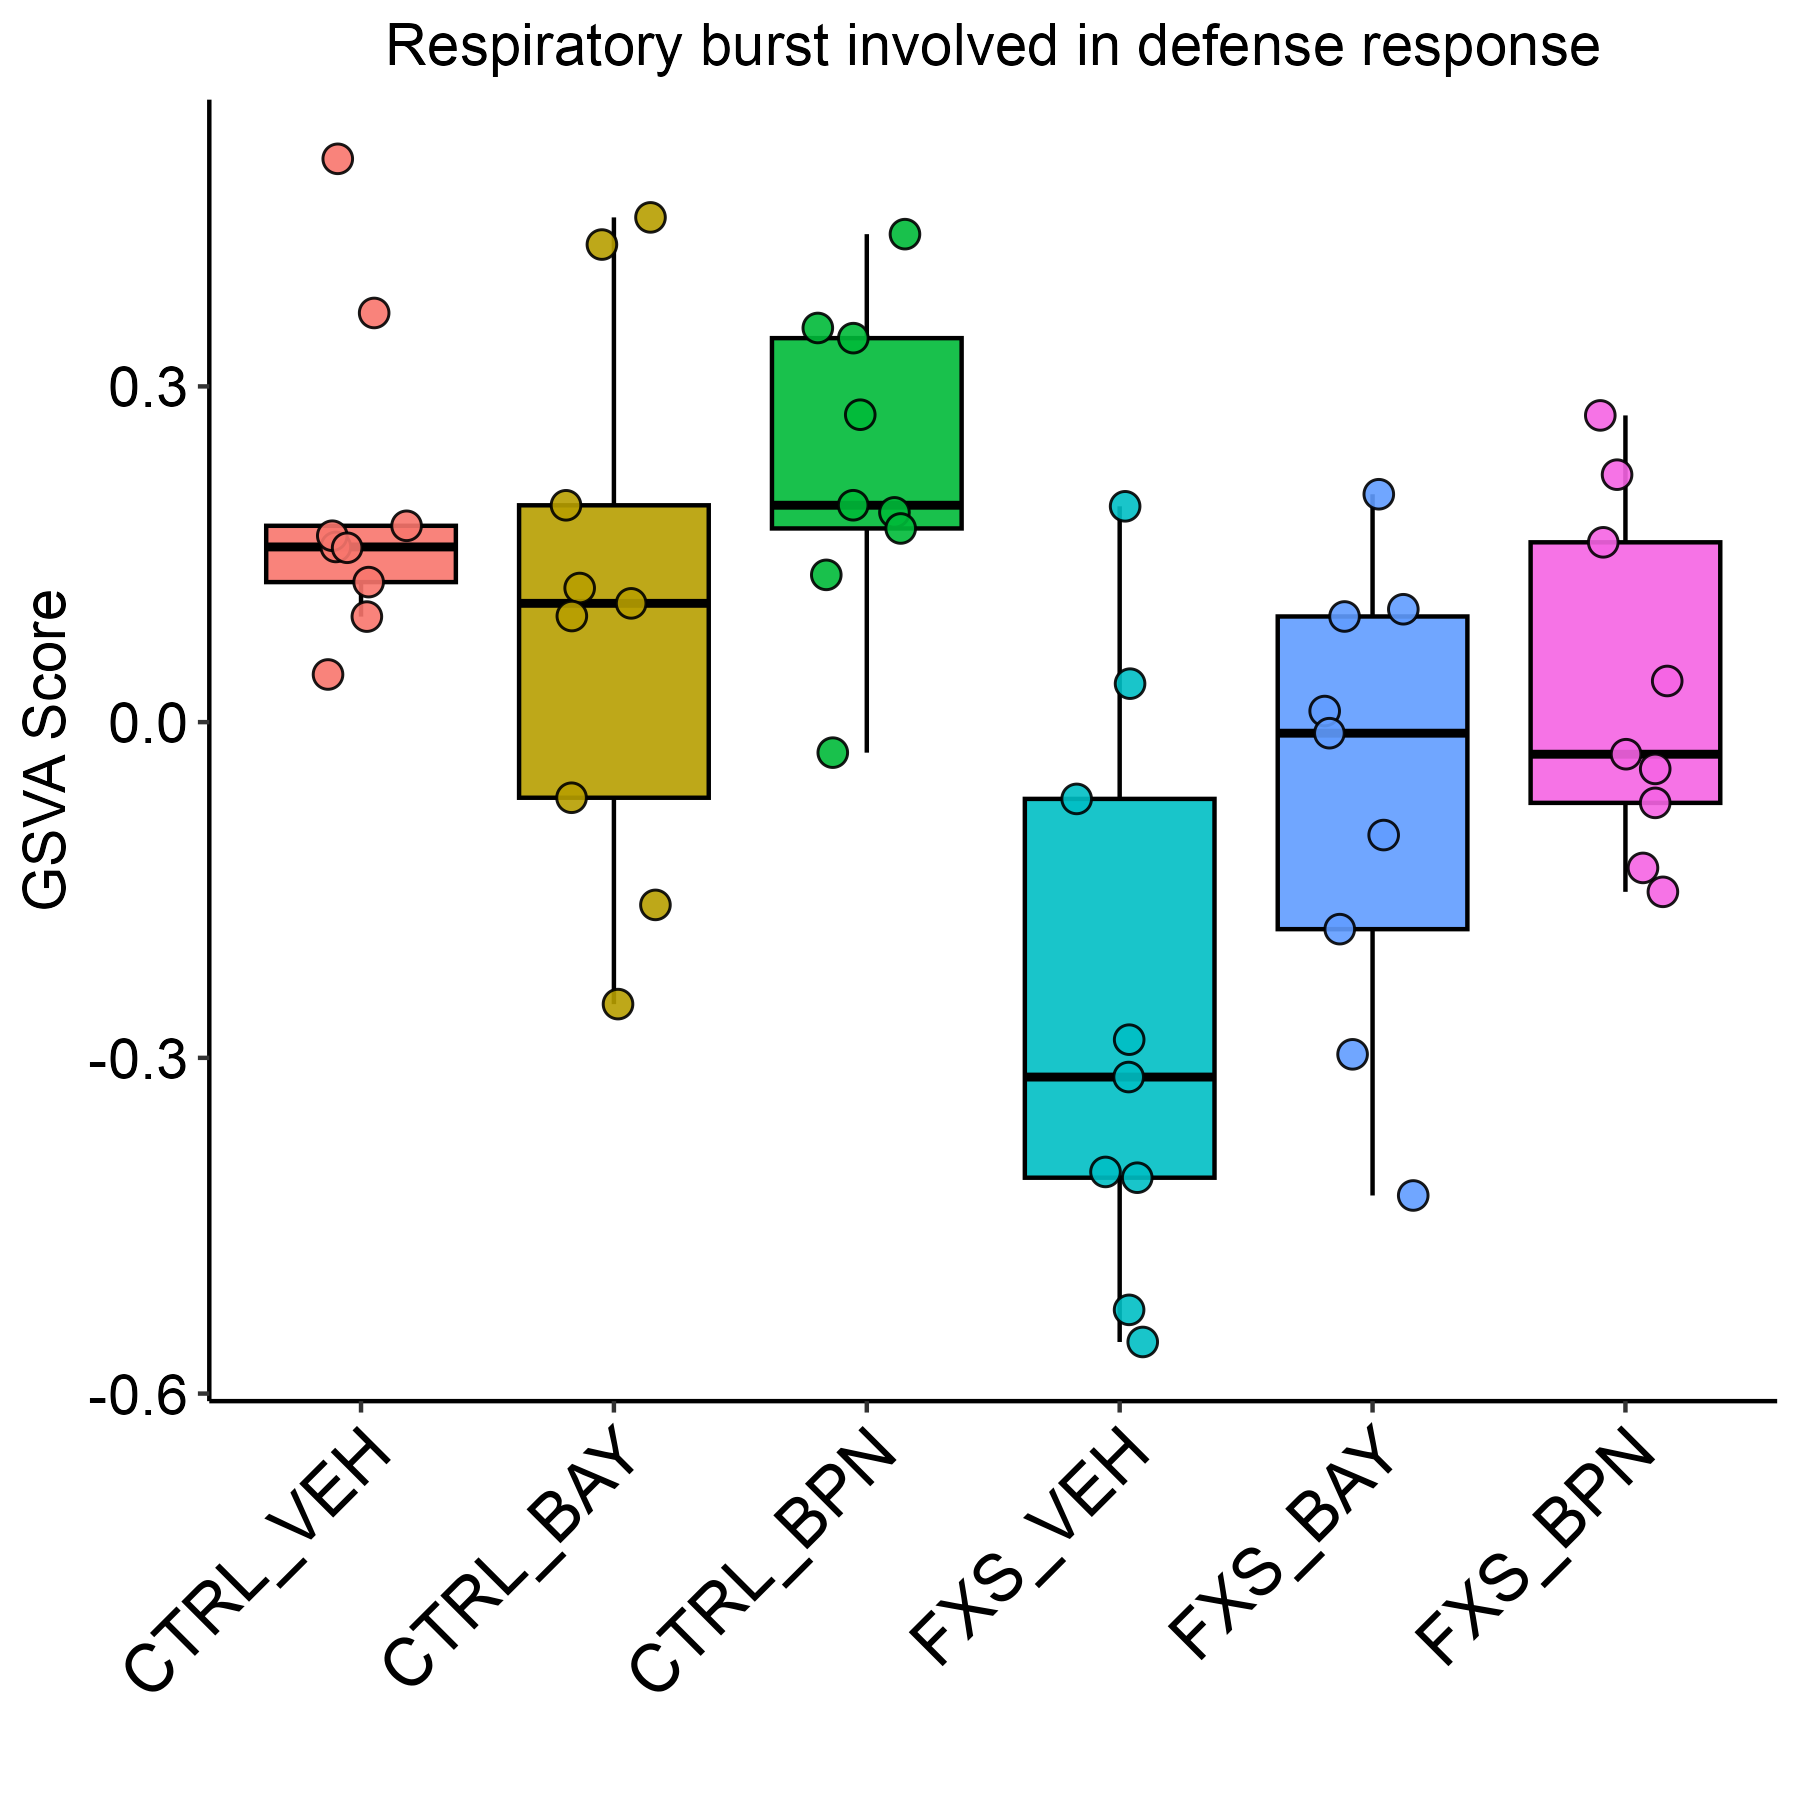 Respiratory burst involved in defense response
GSVA Score
0.3
0.0
-0.3
-0.6
CTRL_VEH
CTRL_BAY
CTRL_BPN
FXS_VEH
FXS_BAY
FXS_BPN